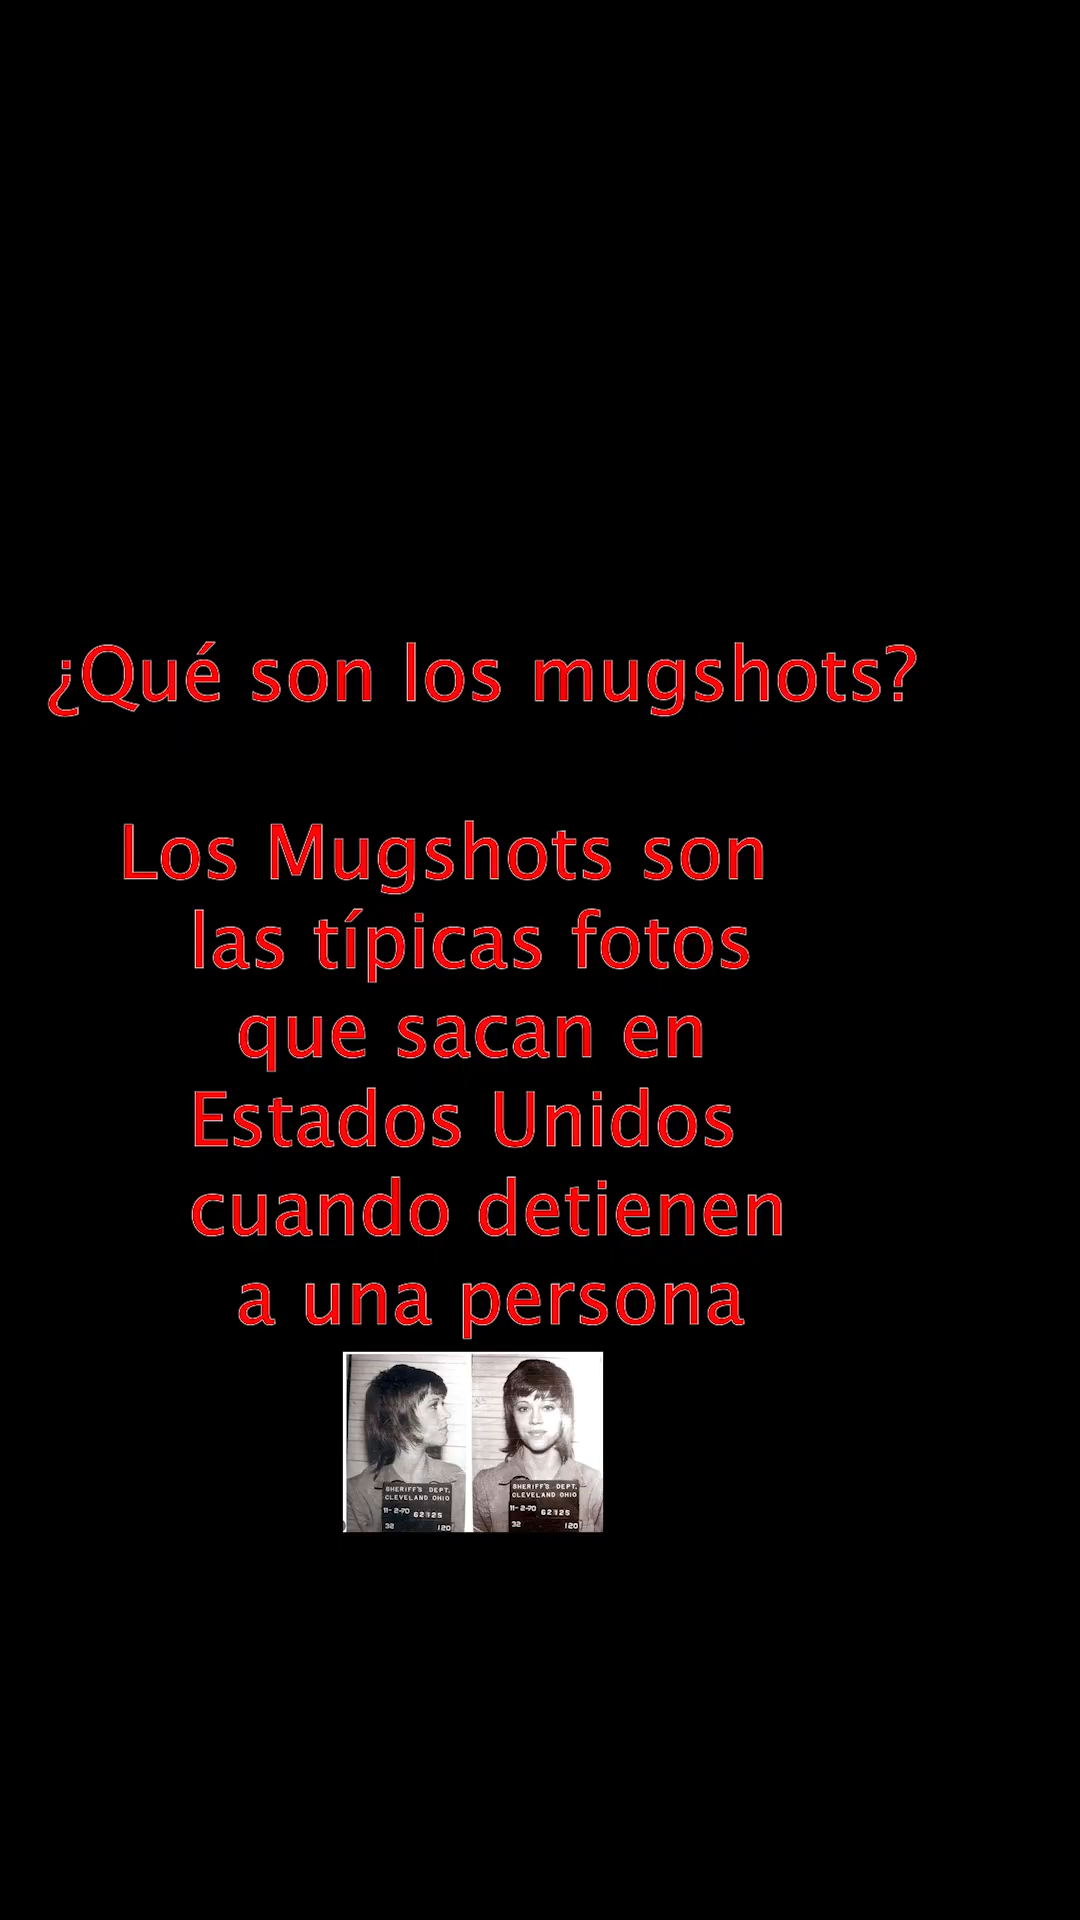 ¿Qué son los mugshots?
Los Mugshots son
las típicas fotos
que sacan en
Estados Unidos
cuando detienen
a una persona
SHERIFF'S DEPT.
CLEVELAND OHIO
11-2-70 62125
32 120
SHERIFF'S DEPT.
CLEVELAND OHIO
11-2-70 62125
32 120